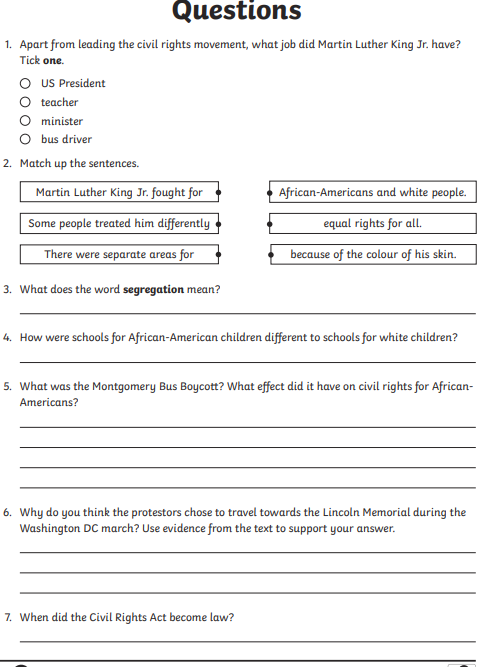 Questions
1. Apart from leading the civil rights movement, what job did Martin Luther King Jr. have?
Tick one.
US President
teacher
minister
bus driver
2. Match up the sentences.
Martin Luther King Jr. fought for
African-Americans and white people.
Some people treated him differently
equal rights for all.
There were separate areas for
because of the colour of his skin.
3. What does the word segregation mean?
4. How were schools for African-American children different to schools for white children?
5. What was the Montgomery Bus Boycott? What effect did it have on civil rights for African-
Americans?
6. Why do you think the protestors chose to travel towards the Lincoln Memorial during the
Washington DC march? Use evidence from the text to support your answer.
7. When did the Civil Rights Act become law?